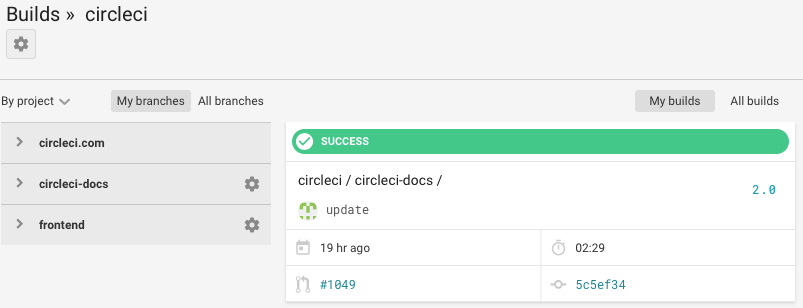 Builds » circleci
By project My branches All branches My builds All builds
circleci.com
circleci-docs
frontend
SUCCESS
circleci / circleci-docs /
2.0
update
19 hr ago 02:29
#1049 5c5ef34